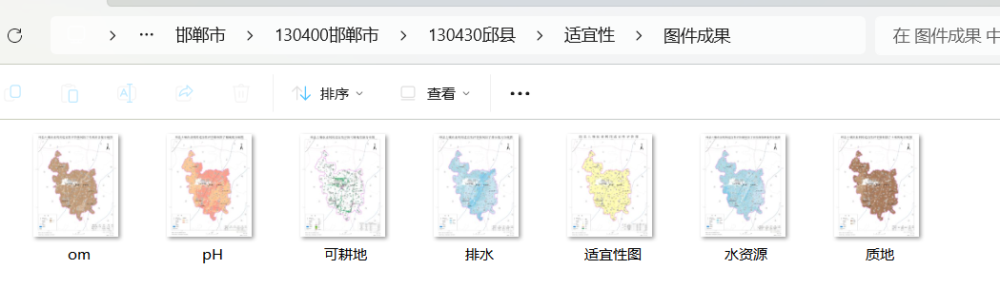 ··· 邯郸市 130400邯郸市 130430邱县 适宜性 图件成果
在 图件成果 中
排序 查看 ···
om pH 可耕地 排水 适宜性图 水资源 质地